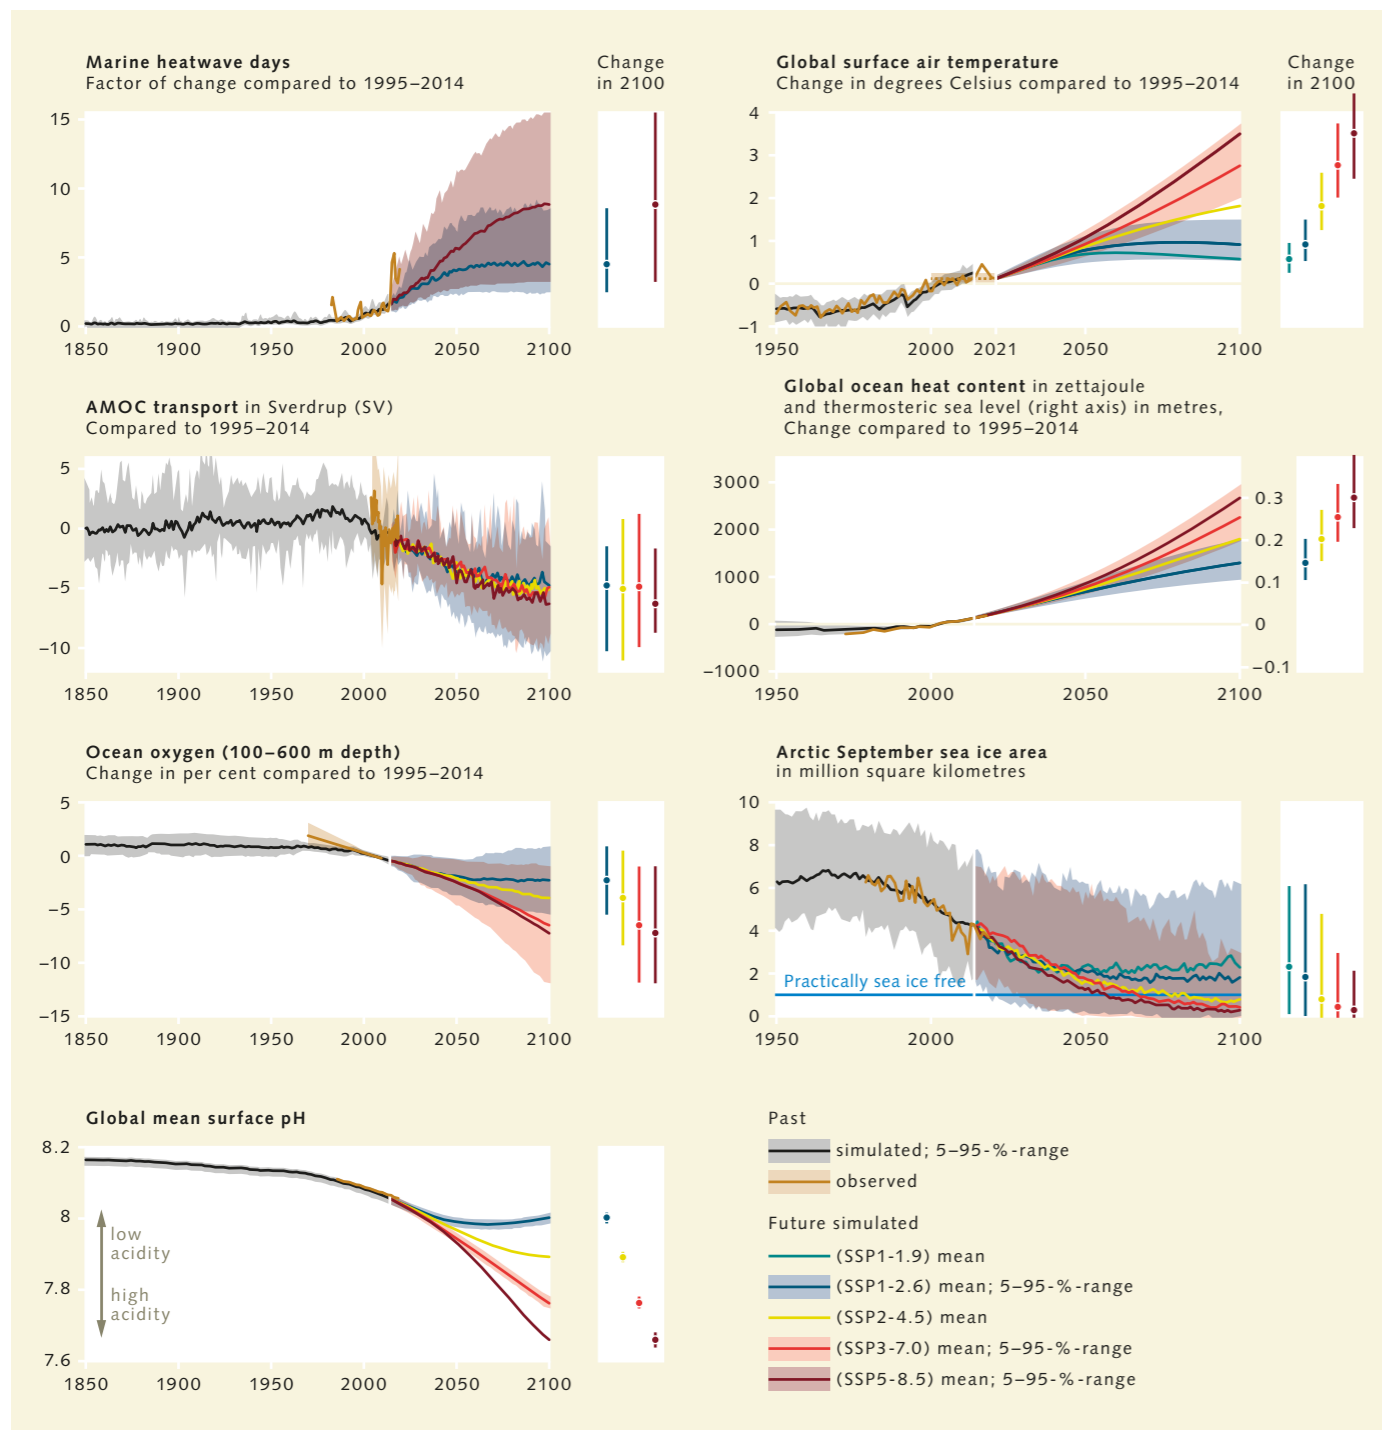 Marine heatwave days
Factor of change compared to 1995–2014
Change
in 2100
15
10
5
0
1850
1900
1950
2000
2050
2100
Global surface air temperature
Change in degrees Celsius compared to 1995–2014
Change
in 2100
4
3
2
1
0
–1
1950
2000
2021
2050
2100
AMOC transport in Sverdrup (SV)
Compared to 1995–2014
5
0
–5
–10
1850
1900
1950
2000
2050
2100
Global ocean heat content in zettajoule
and thermosteric sea level (right axis) in metres,
Change compared to 1995–2014
3000
2000
1000
0
–1000
0.3
0.2
0.1
0
–0.1
1950
2000
2050
2100
Ocean oxygen (100–600 m depth)
Change in per cent compared to 1995–2014
5
0
–5
–10
–15
1850
1900
1950
2000
2050
2100
Arctic September sea ice area
in million square kilometres
10
8
6
4
2
0
Practically sea ice free
1950
2000
2050
2100
Global mean surface pH
8.2
8
7.8
7.6
low
acidity
high
acidity
1850
1900
1950
2000
2050
2100
Past
simulated; 5–95-%-range
observed
Future simulated
(SSP1-1.9) mean
(SSP1-2.6) mean; 5–95-%-range
(SSP2-4.5) mean
(SSP3-7.0) mean; 5–95-%-range
(SSP5-8.5) mean; 5–95-%-range